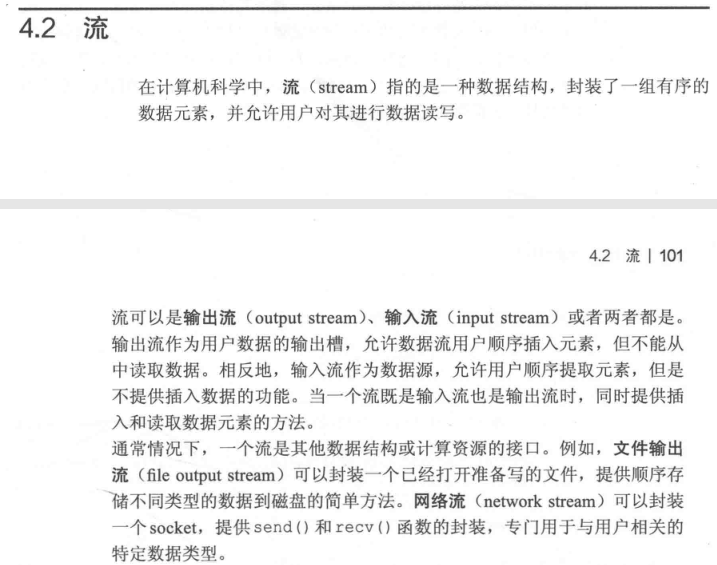 4.2 流
在计算机科学中，流（stream）指的是一种数据结构，封装了一组有序的
数据元素，并允许用户对其进行数据读写。
4.2 流 | 101
流可以是输出流（output stream）、输入流（input stream）或者两者都是。
输出流作为用户数据的输出槽，允许数据流用户顺序插入元素，但不能从
中读取数据。相反地，输入流作为数据源，允许用户顺序提取元素，但是
不提供插入数据的功能。当一个流既是输入流也是输出流时，同时提供插
入和读取数据元素的方法。
通常情况下，一个流是其他数据结构或计算资源的接口。例如，文件输出
流（file output stream）可以封装一个已经打开准备写的文件，提供顺序存
储不同类型的数据到磁盘的简单方法。网络流（network stream）可以封装
一个socket，提供send()和recv()函数的封装，专门用于与用户相关的
特定数据类型。